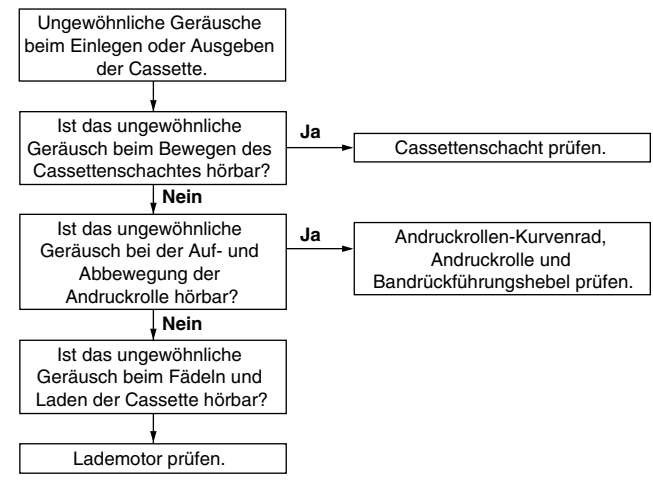 Ungewöhnliche Geräusche
beim Einlegen oder Ausgeben
der Cassette.
Ist das ungewöhnliche
Geräusch beim Bewegen des
Cassettenschachtes hörbar?
Ja
Cassettenschacht prüfen.
Nein
Ist das ungewöhnliche
Geräusch bei der Auf- und
Abbewegung der
Andruckrolle hörbar?
Ja
Andruckrollen-Kurvenrad,
Andruckrolle und
Bandrückführungshebel prüfen.
Nein
Ist das ungewöhnliche
Geräusch beim Fädeln und
Laden der Cassette hörbar?
Lademotor prüfen.